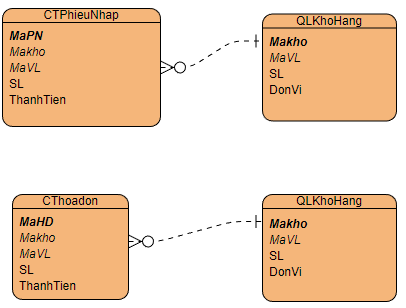 CTPhieuNhap
MaPN
Makho
MaVL
SL
ThanhTien
QLKhoHang
Makho
MaVL
SL
DonVi
CThoadon
MaHD
Makho
MaVL
SL
ThanhTien
QLKhoHang
Makho
MaVL
SL
DonVi